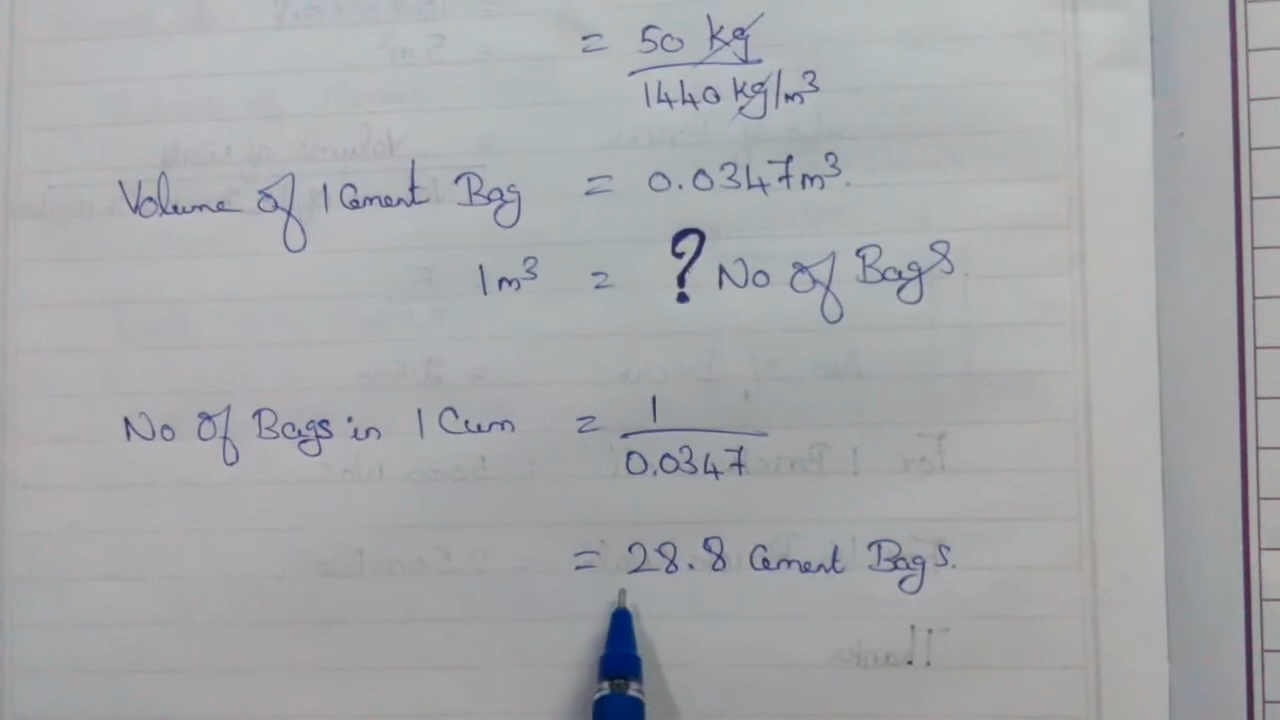 = 50 kg
1440 kg/m³
Volume of 1 Cement Bag = 0.0347m³.
1m³ = ? No of Bags.
No of Bags in 1 Cum = 1
0.0347
= 28.8 Cement Bags.
Thanks